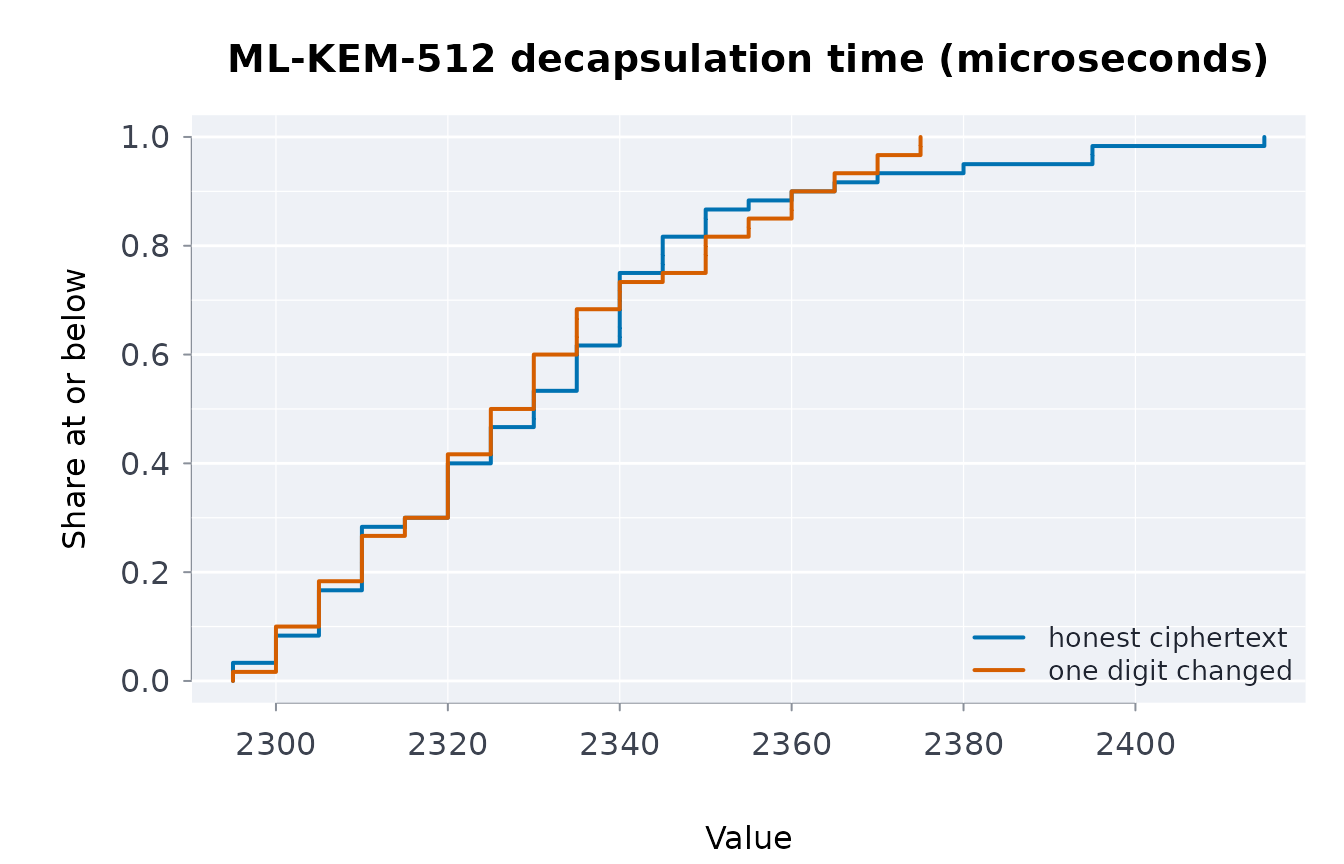 ML-KEM-512 decapsulation time (microseconds)
Share at or below
1.0
0.8
0.6
0.4
0.2
0.0
honest ciphertext
one digit changed
2300 2320 2340 2360 2380 2400
Value